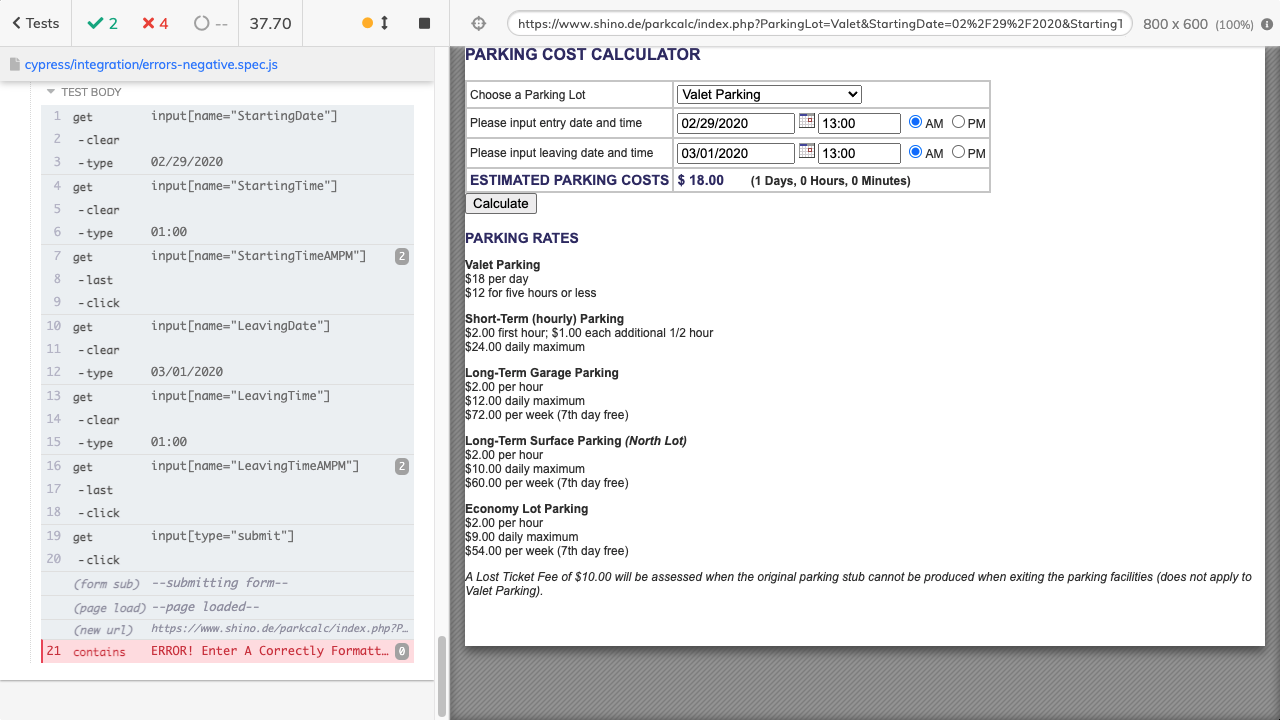 Tests
2
4
--
37.70
https://www.shino.de/parkcalc/index.php?ParkingLot=Valet&StartingDate=02%2F29%2F2020&StartingT
800 x 600 (100%)
cypress/integration/errors-negative.spec.js
TEST BODY
1 get input[name="StartingDate"]
2 -clear
3 -type 02/29/2020
4 get input[name="StartingTime"]
5 -clear
6 -type 01:00
7 get input[name="StartingTimeAMPM"] 2
8 -last
9 -click
10 get input[name="LeavingDate"]
11 -clear
12 -type 03/01/2020
13 get input[name="LeavingTime"]
14 -clear
15 -type 01:00
16 get input[name="LeavingTimeAMPM"] 2
17 -last
18 -click
19 get input[type="submit"]
20 -click
(form sub) --submitting form--
(page load) --page loaded--
(new url) https://www.shino.de/parkcalc/index.php?P…
21 contains ERROR! Enter A Correctly Formatt… 0
PARKING COST CALCULATOR
Choose a Parking Lot Valet Parking
Please input entry date and time 02/29/2020 13:00 AM PM
Please input leaving date and time 03/01/2020 13:00 AM PM
ESTIMATED PARKING COSTS $ 18.00 (1 Days, 0 Hours, 0 Minutes)
Calculate
PARKING RATES
Valet Parking
$18 per day
$12 for five hours or less
Short-Term (hourly) Parking
$2.00 first hour; $1.00 each additional 1/2 hour
$24.00 daily maximum
Long-Term Garage Parking
$2.00 per hour
$12.00 daily maximum
$72.00 per week (7th day free)
Long-Term Surface Parking (North Lot)
$2.00 per hour
$10.00 daily maximum
$60.00 per week (7th day free)
Economy Lot Parking
$2.00 per hour
$9.00 daily maximum
$54.00 per week (7th day free)
A Lost Ticket Fee of $10.00 will be assessed when the original parking stub cannot be produced when exiting the parking facilities (does not apply to
Valet Parking).